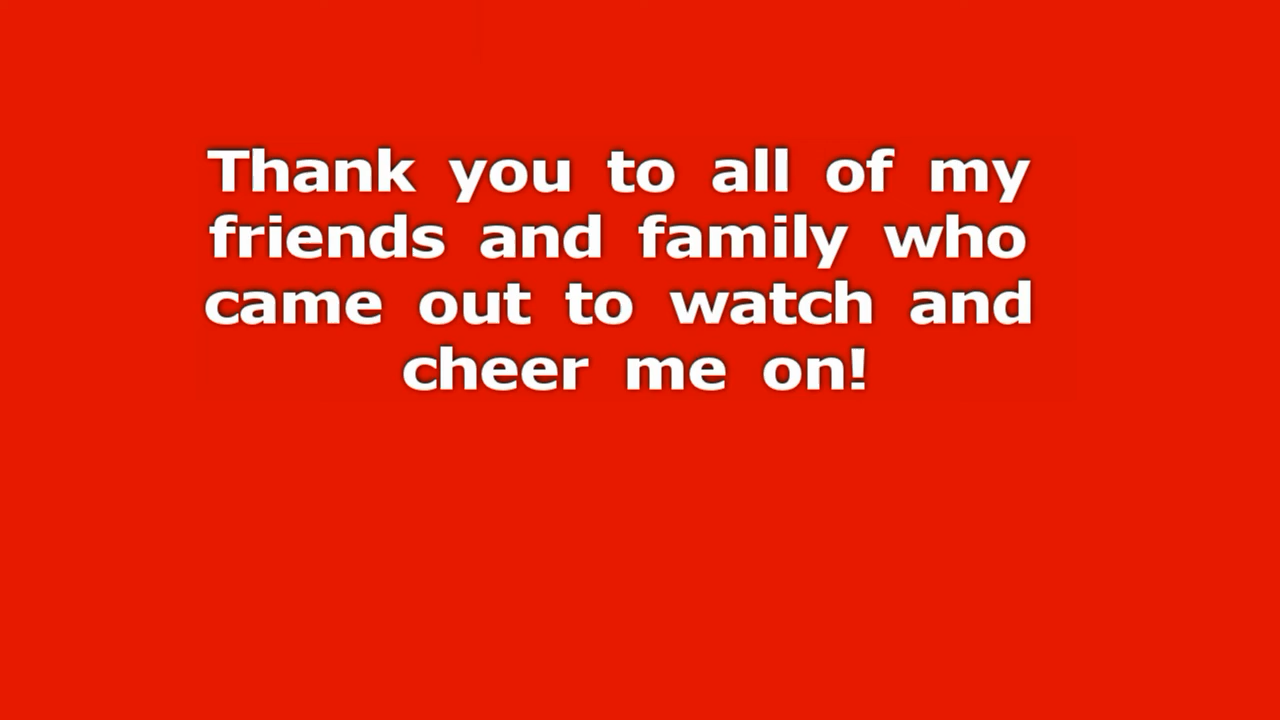 Thank you to all of my
friends and family who
came out to watch and
cheer me on!